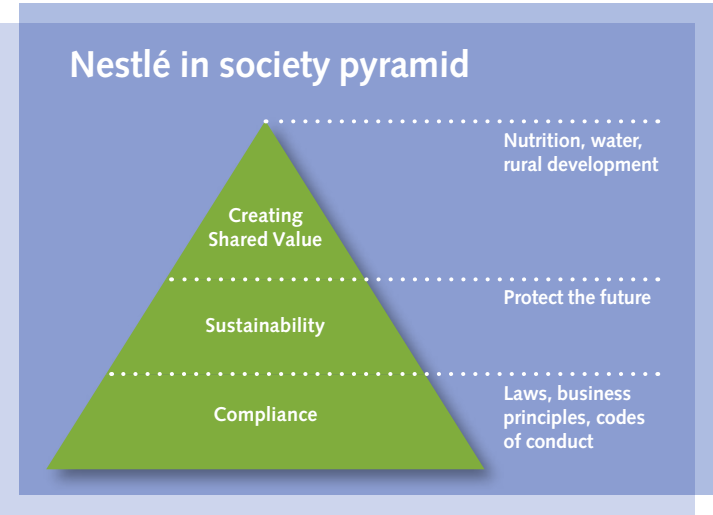 Nestlé in society pyramid
Nutrition, water,
rural development
Creating
Shared Value
Protect the future
Sustainability
Laws, business
principles, codes
of conduct
Compliance